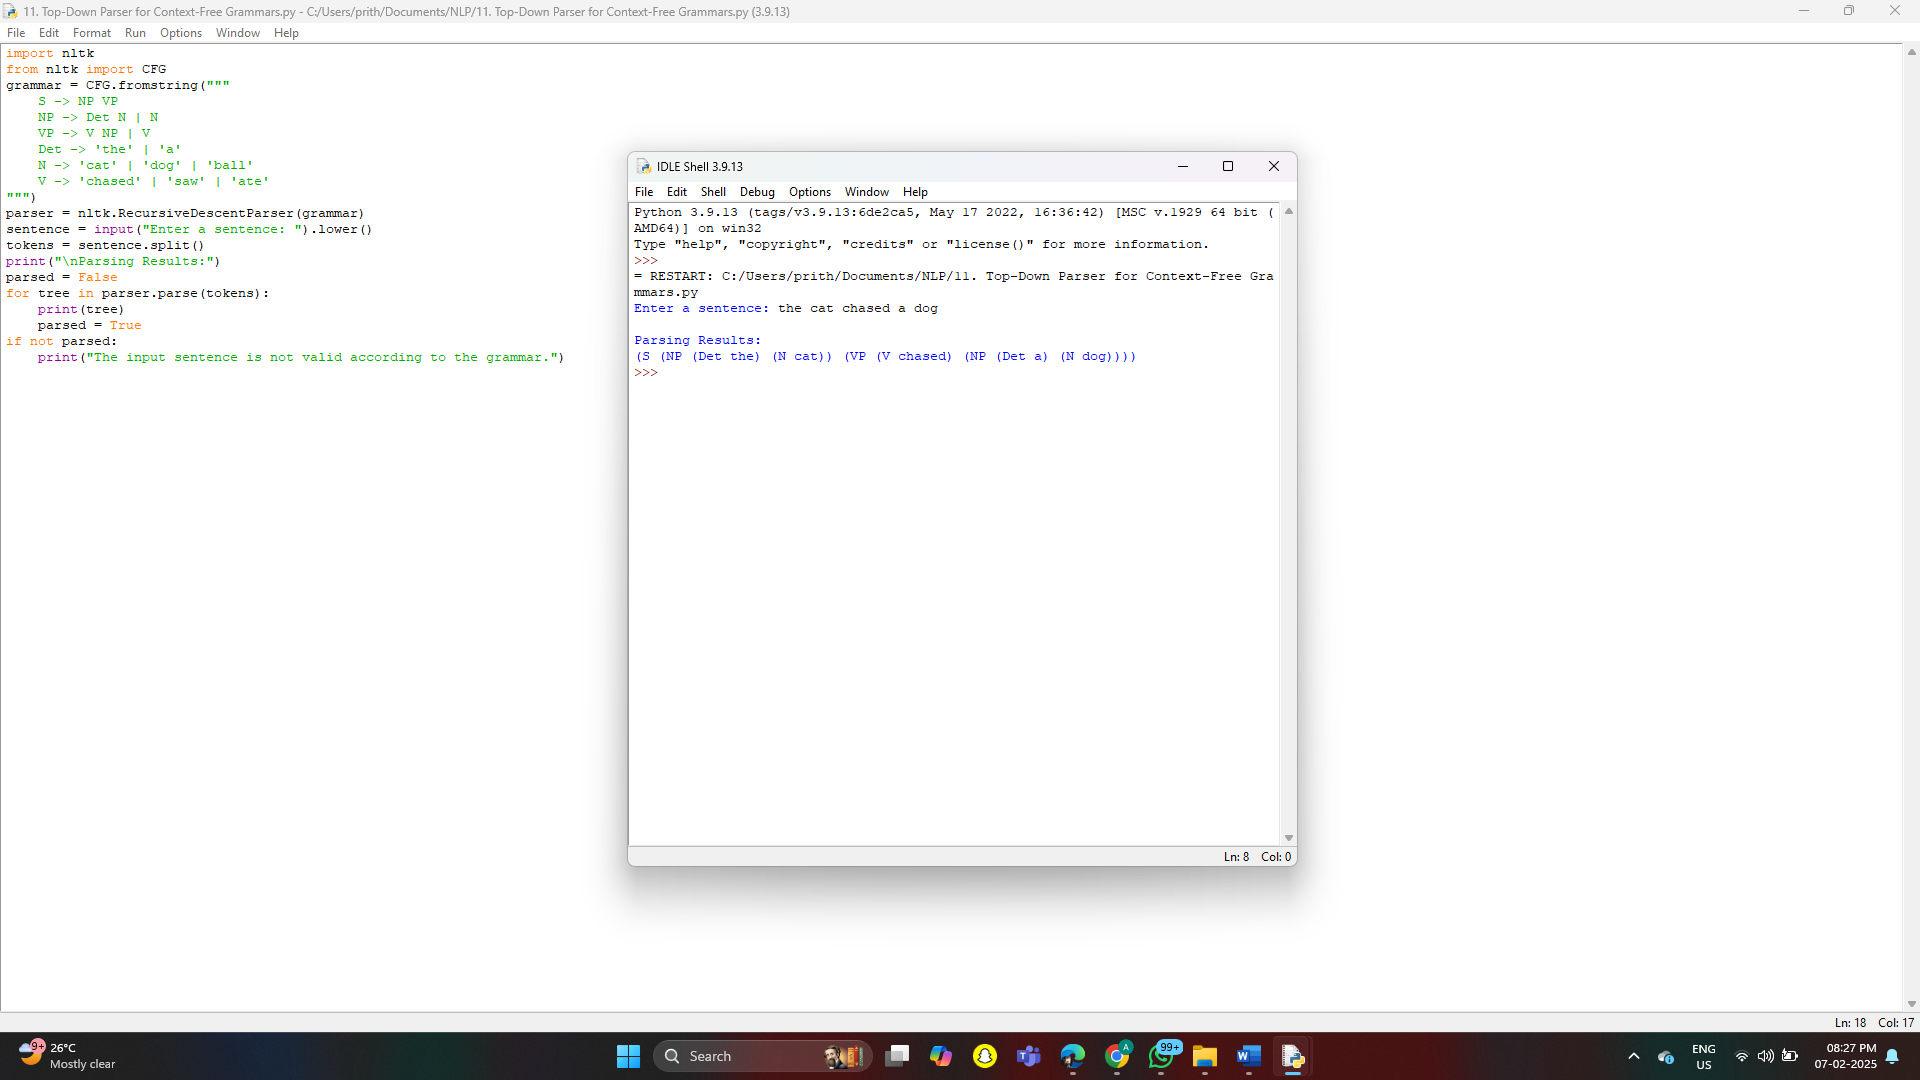 11. Top-Down Parser for Context-Free Grammars.py - C:/Users/prith/Documents/NLP/11. Top-Down Parser for Context-Free Grammars.py (3.9.13)
File Edit Format Run Options Window Help
import nltk
from nltk import CFG
grammar = CFG.fromstring("""
    S -> NP VP
    NP -> Det N | N
    VP -> V NP | V
    Det -> 'the' | 'a'
    N -> 'cat' | 'dog' | 'ball'
    V -> 'chased' | 'saw' | 'ate'
""")
parser = nltk.RecursiveDescentParser(grammar)
sentence = input("Enter a sentence: ").lower()
tokens = sentence.split()
print("\nParsing Results:")
parsed = False
for tree in parser.parse(tokens):
    print(tree)
    parsed = True
if not parsed:
    print("The input sentence is not valid according to the grammar.")
IDLE Shell 3.9.13
File Edit Shell Debug Options Window Help
Python 3.9.13 (tags/v3.9.13:6de2ca5, May 17 2022, 16:36:42) [MSC v.1929 64 bit (
AMD64)] on win32
Type "help", "copyright", "credits" or "license()" for more information.
>>>
= RESTART: C:/Users/prith/Documents/NLP/11. Top-Down Parser for Context-Free Gra
mmars.py
Enter a sentence: the cat chased a dog
Parsing Results:
(S (NP (Det the) (N cat)) (VP (V chased) (NP (Det a) (N dog))))
>>>
Ln: 8 Col: 0
Ln: 18 Col: 17
9+
26°C
Mostly clear
Search
A
99+
W
ENG
US
08:27 PM
07-02-2025